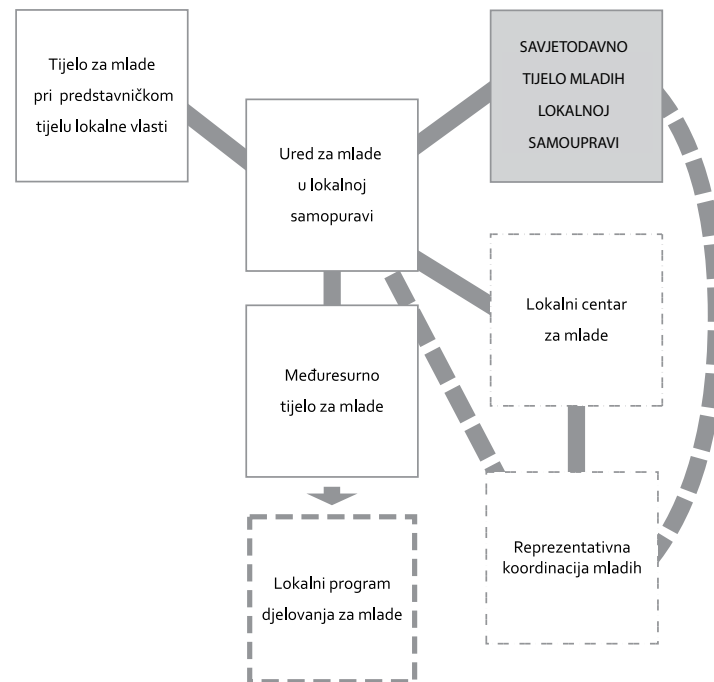 Tijelo za mlade
pri predstavničkom
tijelu lokalne vlasti
SAVJETODAVNO
TIJELO MLADIH
LOKALNOJ
SAMOUPRAVI
Ured za mlade
u lokalnoj
samopuravi
Lokalni centar
za mlade
Međuresurno
tijelo za mlade
Reprezentativna
koordinacija mladih
Lokalni program
djelovanja za mlade